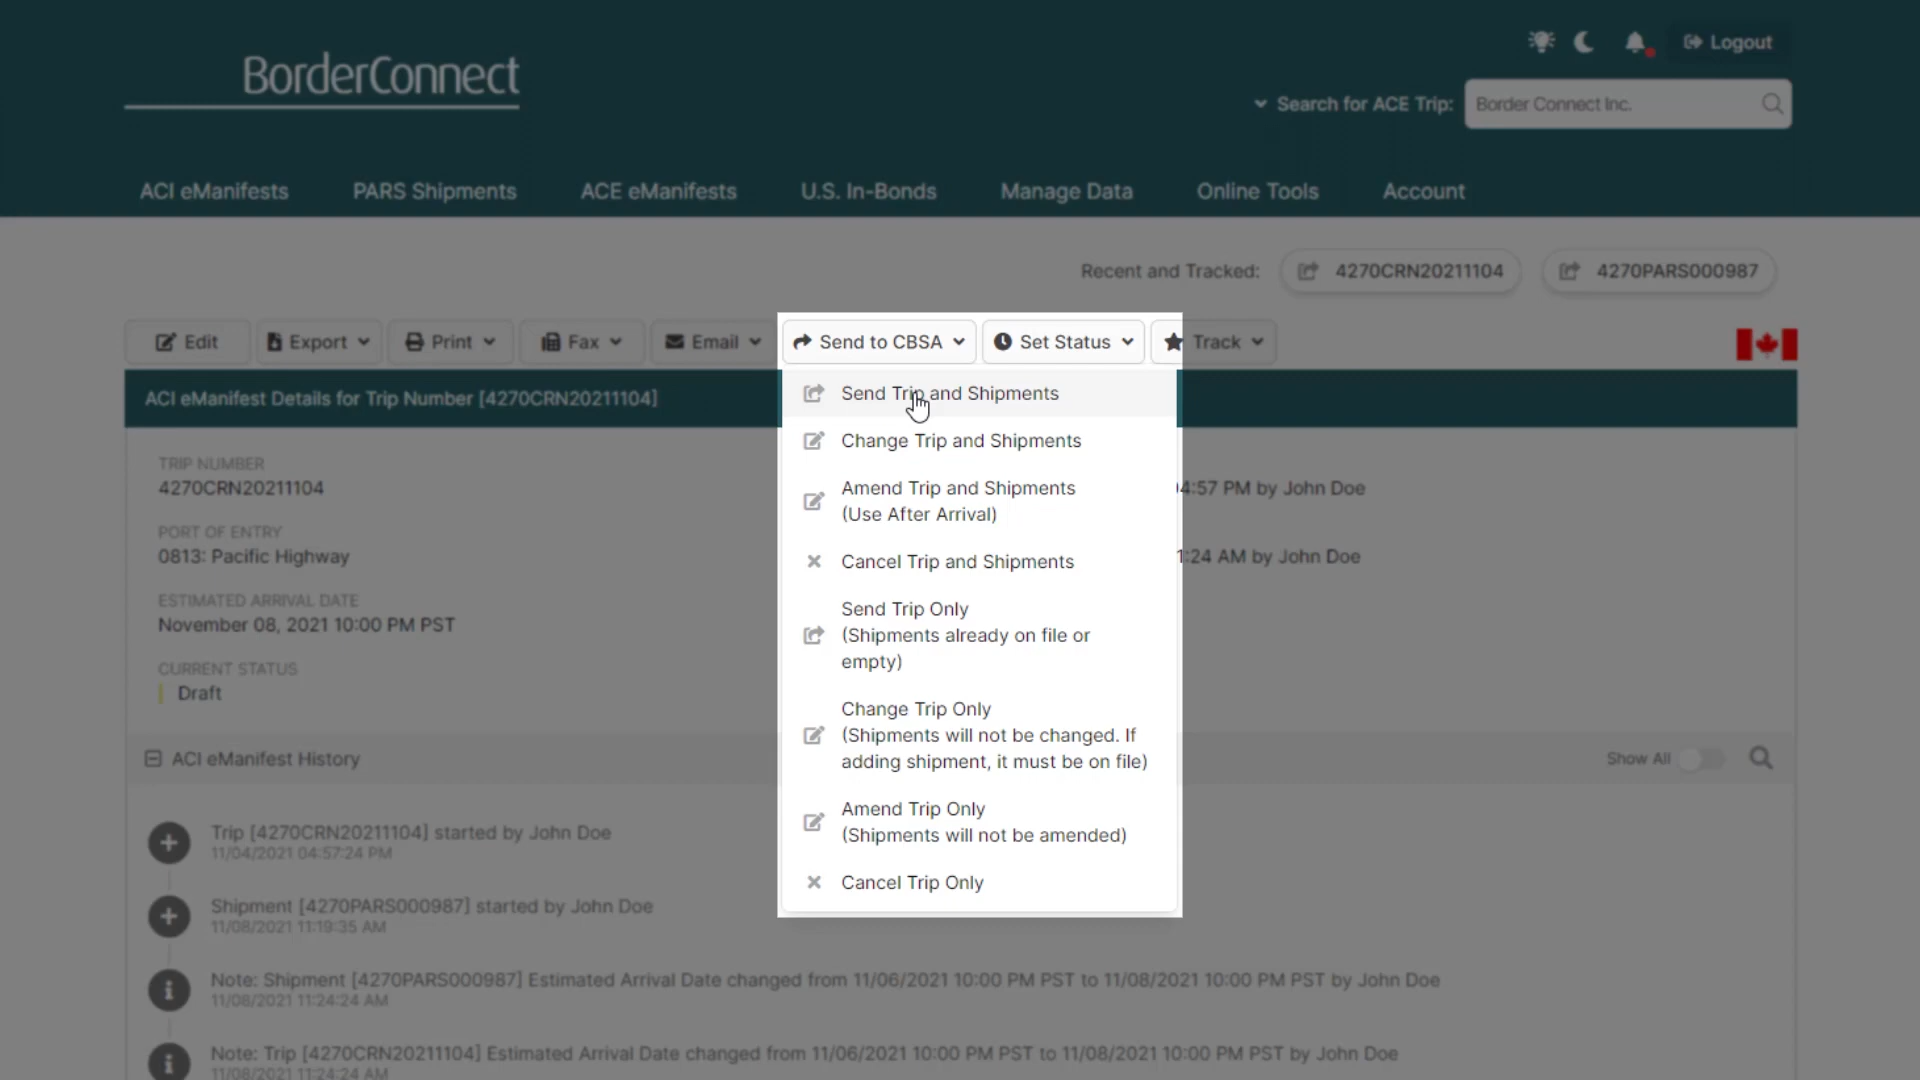 BorderConnect
Logout
Search for ACE Trip:
Border Connect Inc.
ACI eManifests
PARS Shipments
ACE eManifests
U.S. In-Bonds
Manage Data
Online Tools
Account
Recent and Tracked:
4270CRN20211104
4270PARS000987
Edit
Export
Print
Fax
Email
Send to CBSA
Set Status
Track
ACI eManifest Details for Trip Number [4270CRN20211104]
Send Trip and Shipments
Change Trip and Shipments
Amend Trip and Shipments
(Use After Arrival)
Cancel Trip and Shipments
Send Trip Only
(Shipments already on file or
empty)
Change Trip Only
(Shipments will not be changed. If
adding shipment, it must be on file)
Amend Trip Only
(Shipments will not be amended)
Cancel Trip Only
TRIP NUMBER
4270CRN20211104
4:57 PM by John Doe
PORT OF ENTRY
0813: Pacific Highway
1:24 AM by John Doe
ESTIMATED ARRIVAL DATE
November 08, 2021 10:00 PM PST
CURRENT STATUS
Draft
ACI eManifest History
Show All
Trip [4270CRN20211104] started by John Doe
11/04/2021 04:57:24 PM
Shipment [4270PARS000987] started by John Doe
11/08/2021 11:19:35 AM
Note: Shipment [4270PARS000987] Estimated Arrival Date changed from 11/06/2021 10:00 PM PST to 11/08/2021 10:00 PM PST by John Doe
11/08/2021 11:24:24 AM
Note: Trip [4270CRN20211104] Estimated Arrival Date changed from 11/06/2021 10:00 PM PST to 11/08/2021 10:00 PM PST by John Doe
11/08/2021 11:24:24 AM